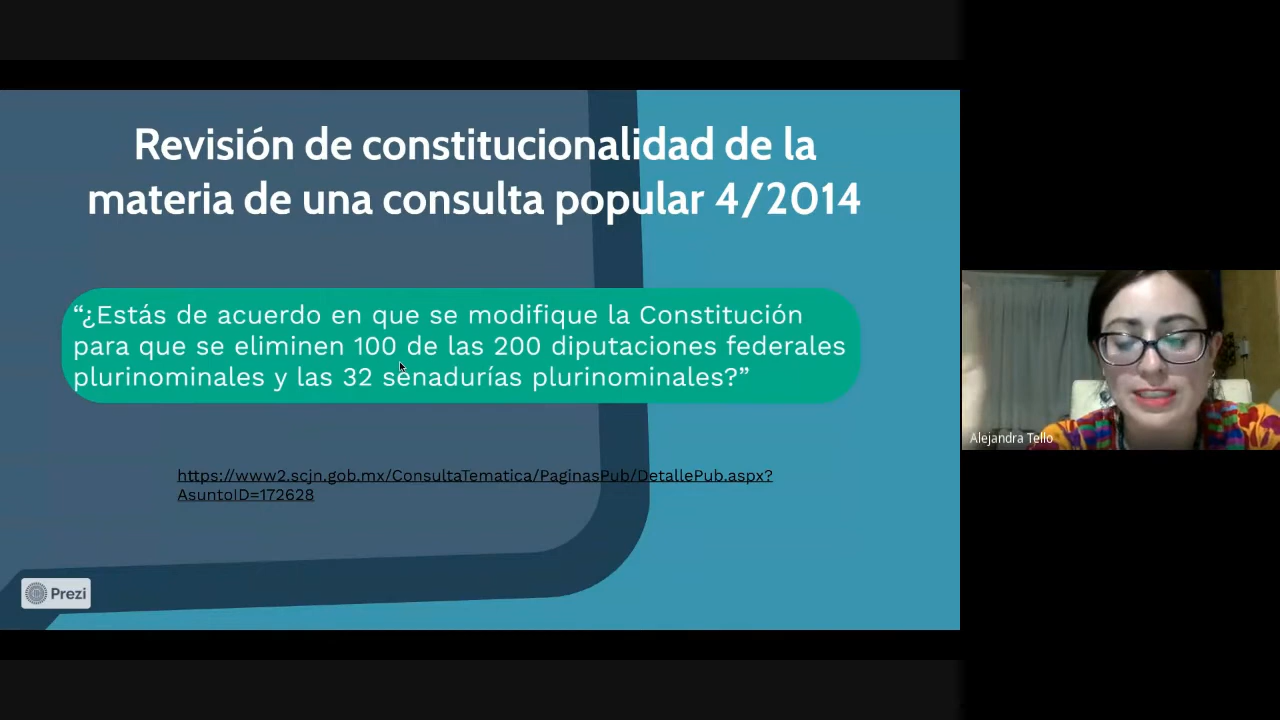 Revisión de constitucionalidad de la
materia de una consulta popular 4/2014
“¿Estás de acuerdo en que se modifique la Constitución
para que se eliminen 100 de las 200 diputaciones federales
plurinominales y las 32 senadurías plurinominales?”
https://www2.scjn.gob.mx/ConsultaTematica/PaginasPub/DetallePub.aspx?
AsuntoID=172628
Prezi
Alejandra Tello